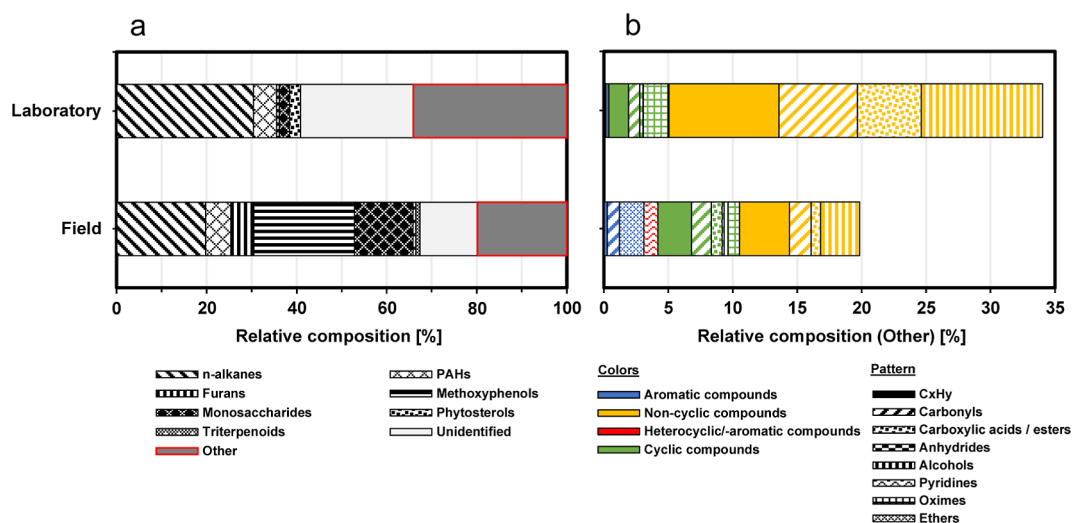 a
b
Laboratory
Field
0 20 40 60 80 100
0 5 10 15 20 25 30 35
Relative composition [%]
Relative composition (Other) [%]
n-alkanes
PAHs
Furans
Methoxyphenols
Monosaccharides
Phytosterols
Triterpenoids
Unidentified
Other
Colors
Aromatic compounds
Non-cyclic compounds
Heterocyclic/-aromatic compounds
Cyclic compounds
Pattern
CxHy
Carbonyls
Carboxylic acids / esters
Anhydrides
Alcohols
Pyridines
Oximes
Ethers